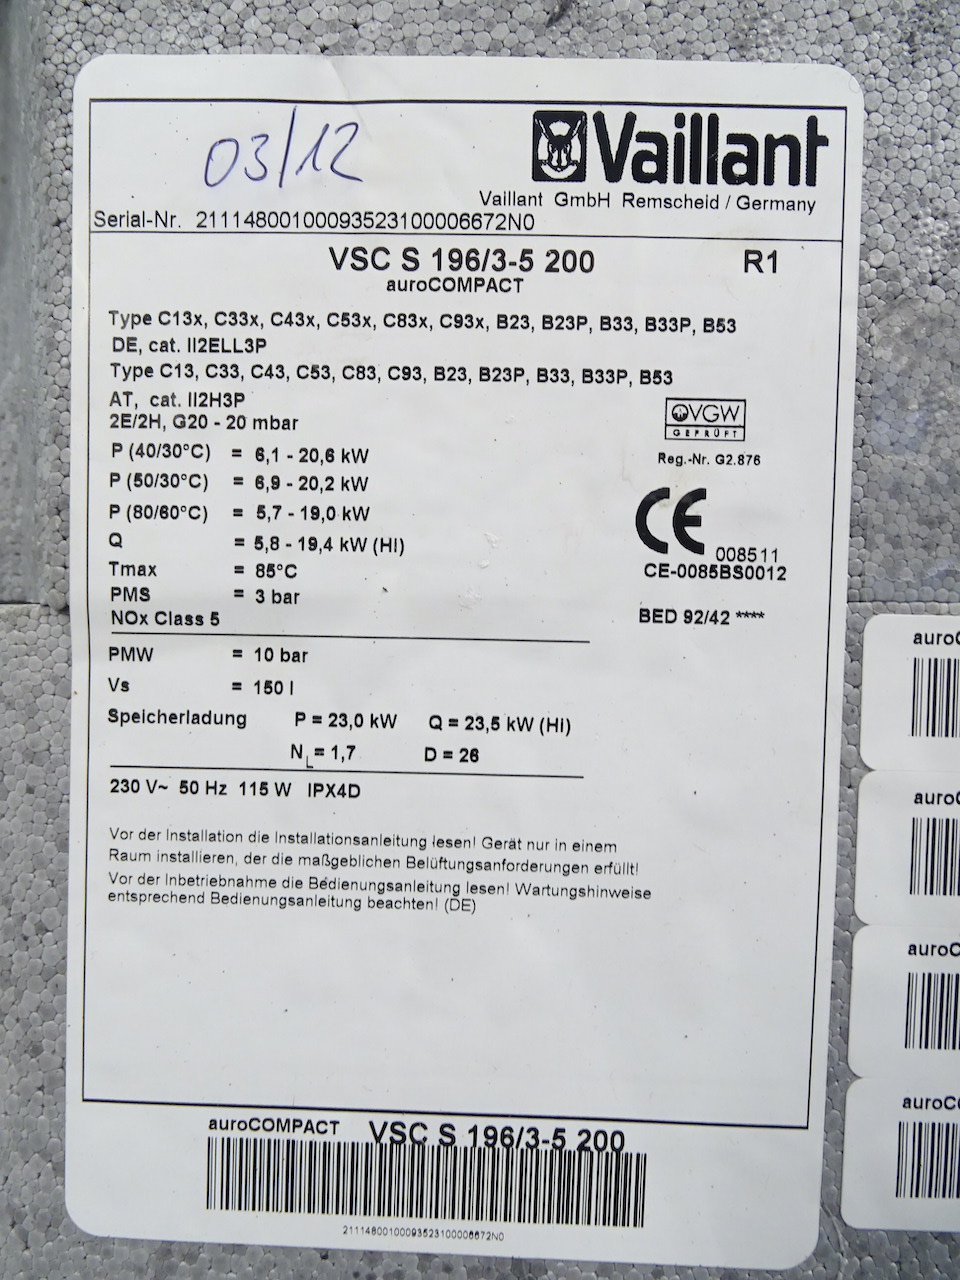 03/12
Vaillant
Vaillant GmbH Remscheid / Germany
Serial-Nr. 21114800100093523100006672N0
VSC S 196/3-5 200 R1
auroCOMPACT
Type C13x, C33x, C43x, C53x, C83x, C93x, B23, B23P, B33, B33P, B53
DE, cat. II2ELL3P
Type C13, C33, C43, C53, C83, C93, B23, B23P, B33, B33P, B53
AT, cat. II2H3P
2E/2H, G20 - 20 mbar
ÖVGW
GEPRÜFT
Reg.-Nr. G2.876
P (40/30°C) = 6,1 - 20,6 kW
P (50/30°C) = 6,9 - 20,2 kW
P (80/60°C) = 5,7 - 19,0 kW
Q = 5,8 - 19,4 kW (HI)
Tmax = 85°C
PMS = 3 bar
NOx Class 5
CE 008511
CE-0085BS0012
BED 92/42 ****
PMW = 10 bar
Vs = 150 l
Speicherladung P = 23,0 kW Q = 23,5 kW (Hi)
NL = 1,7 D = 26
230 V~ 50 Hz 115 W IPX4D
Vor der Installation die Installationsanleitung lesen! Gerät nur in einem
Raum installieren, der die maßgeblichen Belüftungsanforderungen erfüllt!
Vor der Inbetriebnahme die Bedienungsanleitung lesen! Wartungshinweise
entsprechend Bedienungsanleitung beachten! (DE)
auroCOMPACT VSC S 196/3-5 200
21114800100093523100006672N0
auroC
auroC
auroC
auroC